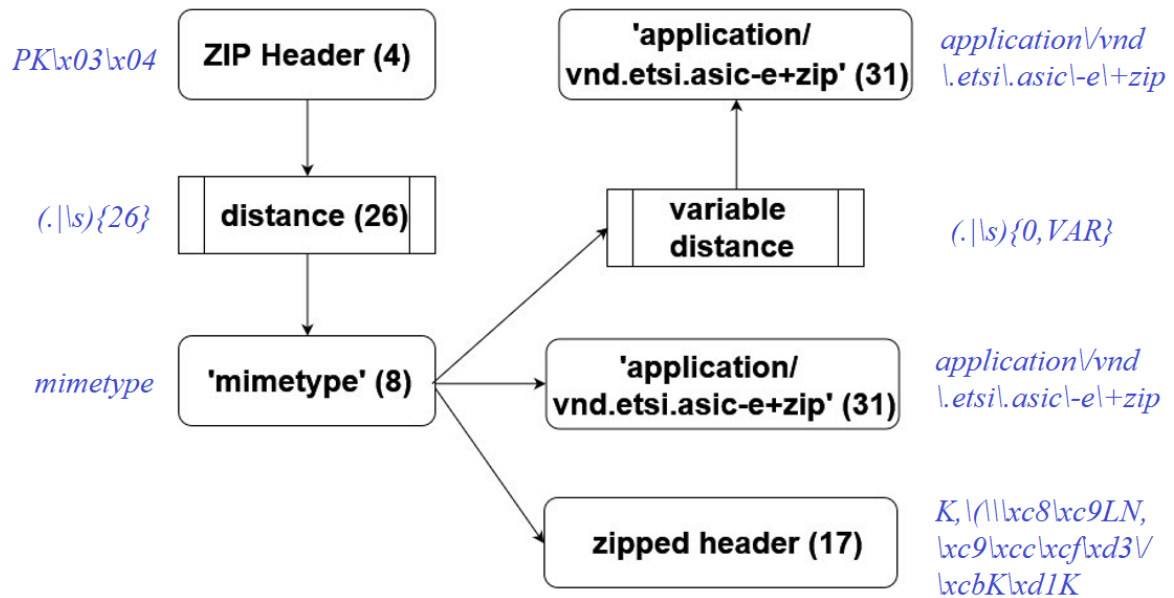 PK\x03\x04
ZIP Header (4)
'application/
vnd.etsi.asic-e+zip' (31)
application\/vnd
\.etsi\.asic\-e\+zip
(.|\s){26}
distance (26)
variable
distance
(.|\s){0,VAR}
mimetype
'mimetype' (8)
'application/
vnd.etsi.asic-e+zip' (31)
application\/vnd
\.etsi\.asic\-e\+zip
zipped header (17)
K,\(\\\xc8\xc9LN,
\xc9\xcc\xcf\xd3\/
\xcbK\xd1K